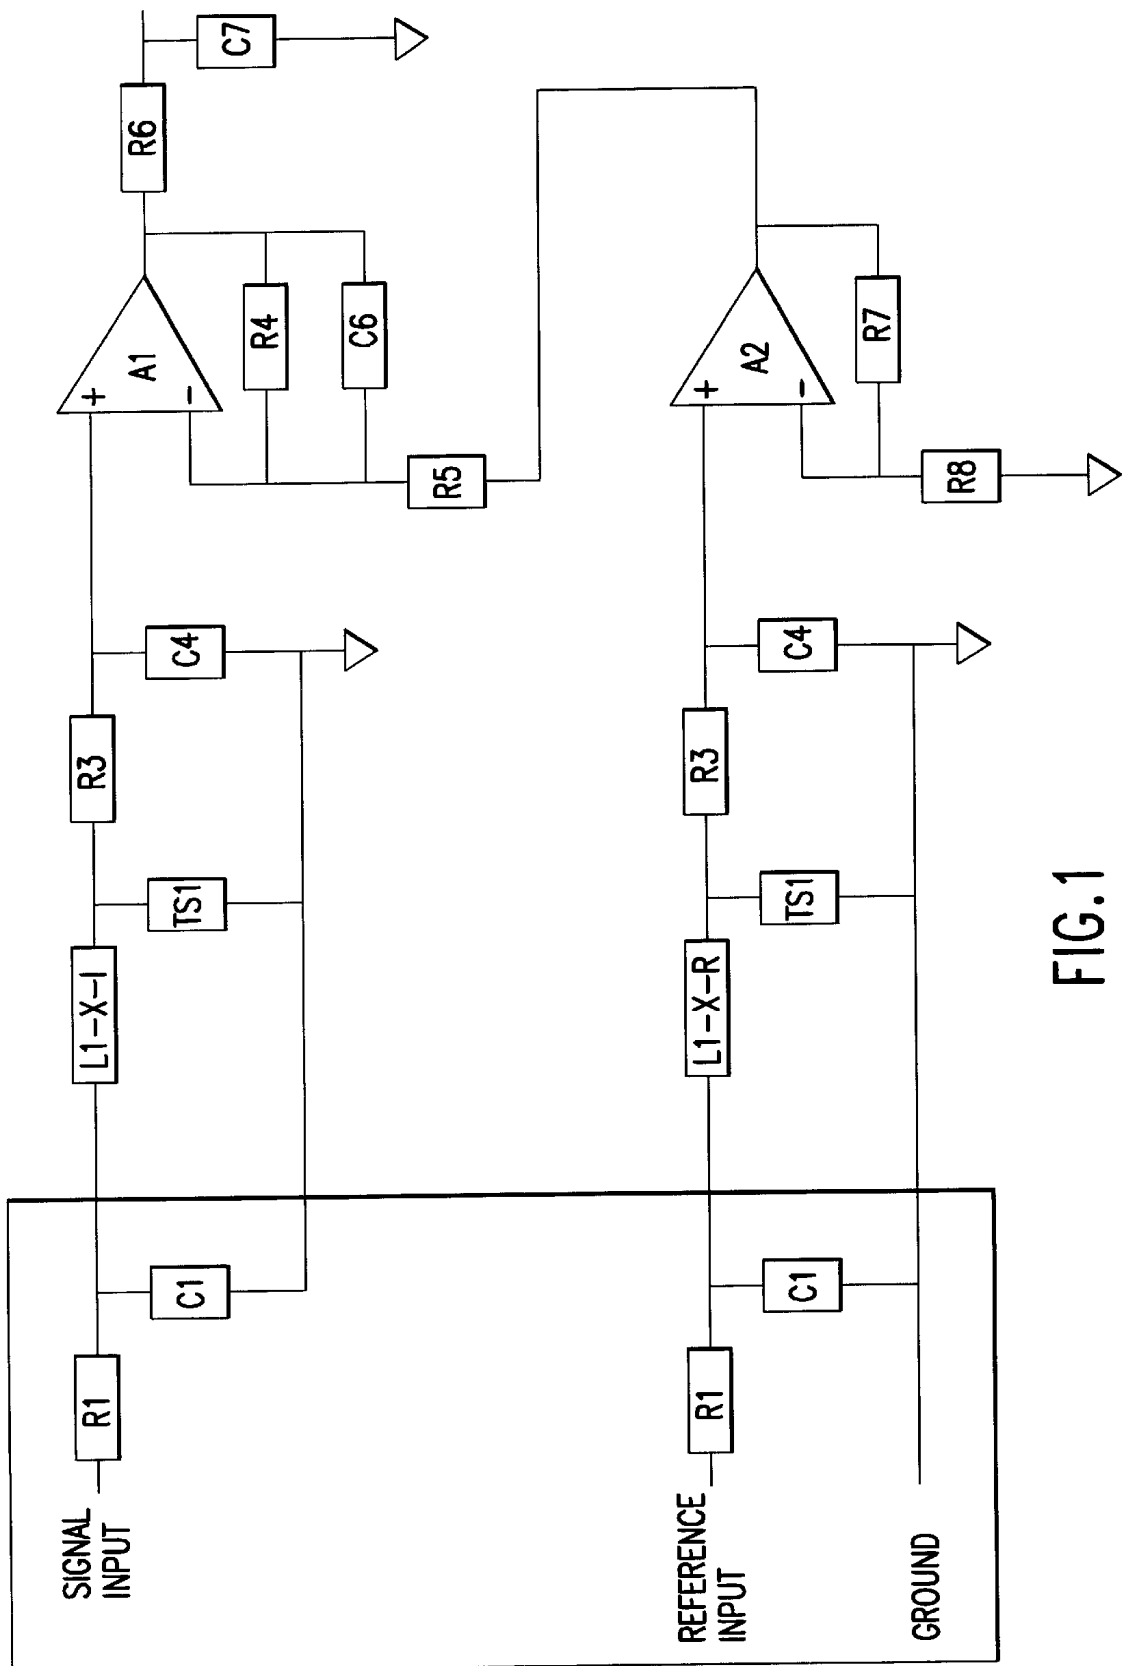 SIGNAL
INPUT
R1
C1
L1-X-I
TS1
R3
C4
+
A1
-
R4
C6
R5
R6
C7
REFERENCE
INPUT
R1
C1
L1-X-R
TS1
R3
C4
+
A2
-
R7
R8
GROUND
FIG.1